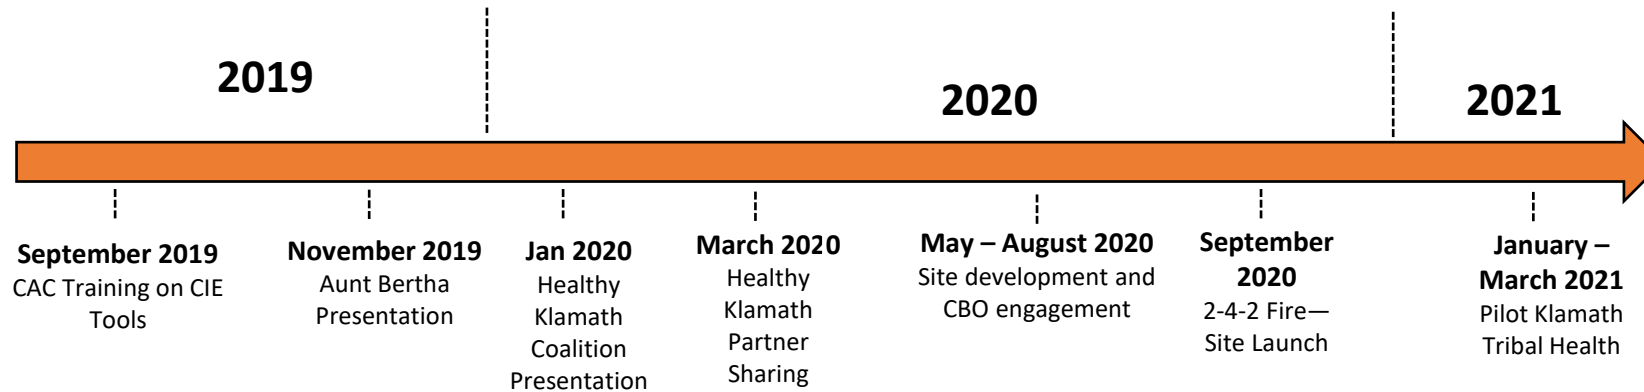 2019
2020
2021
September 2019
CAC Training on CIE
Tools
November 2019
Aunt Bertha
Presentation
Jan 2020
Healthy
Klamath
Coalition
Presentation
March 2020
Healthy
Klamath
Partner
Sharing
May – August 2020
Site development and
CBO engagement
September
2020
2-4-2 Fire—
Site Launch
January –
March 2021
Pilot Klamath
Tribal Health